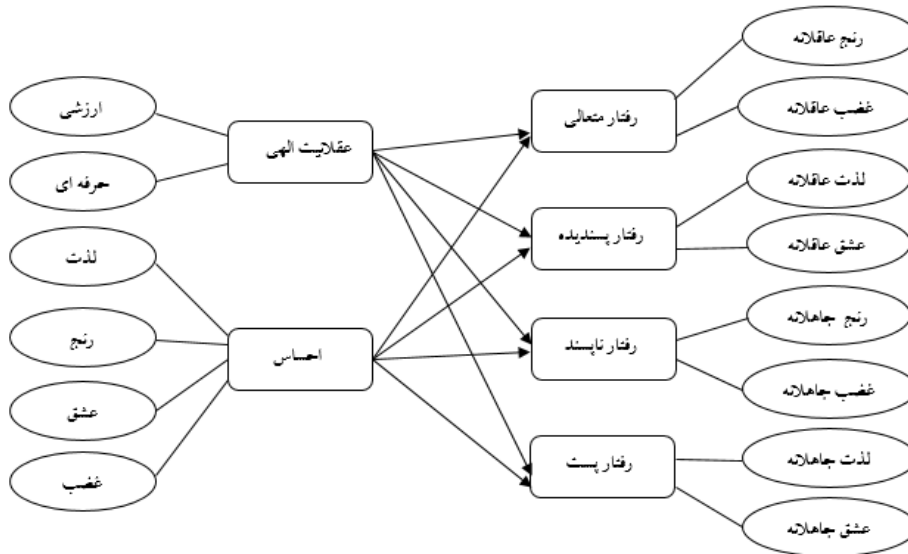 رنج عاقلانه
غضب عاقلانه
لذت عاقلانه
عشق عاقلانه
رنج جاهلانه
غضب جاهلانه
لذت جاهلانه
عشق جاهلانه
رفتار متعالی
رفتار پسندیده
رفتار ناپسند
رفتار پست
عقلانیت الهی
احساس
ارزشی
حرفه ای
لذت
رنج
عشق
غضب